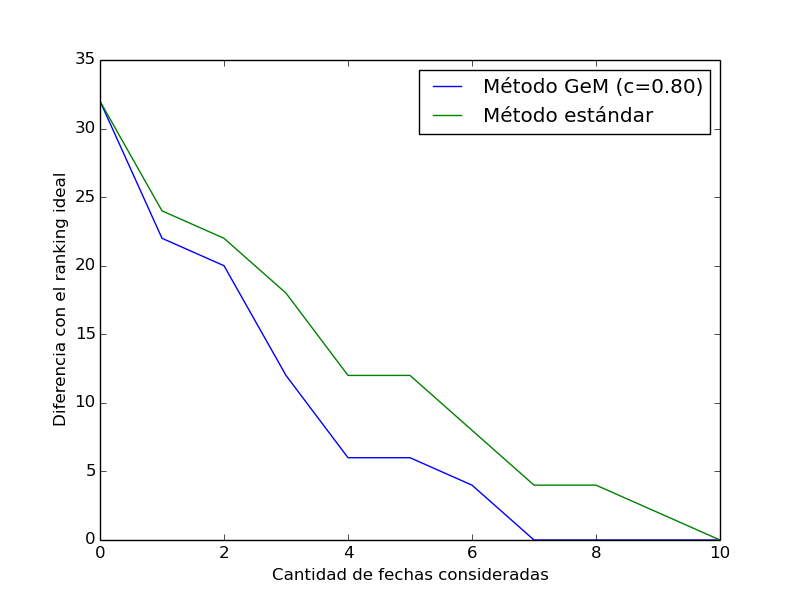 35
30
25
20
15
10
5
0
Diferencia con el ranking ideal
Método GeM (c=0.80)
Método estándar
0 2 4 6 8 10
Cantidad de fechas consideradas